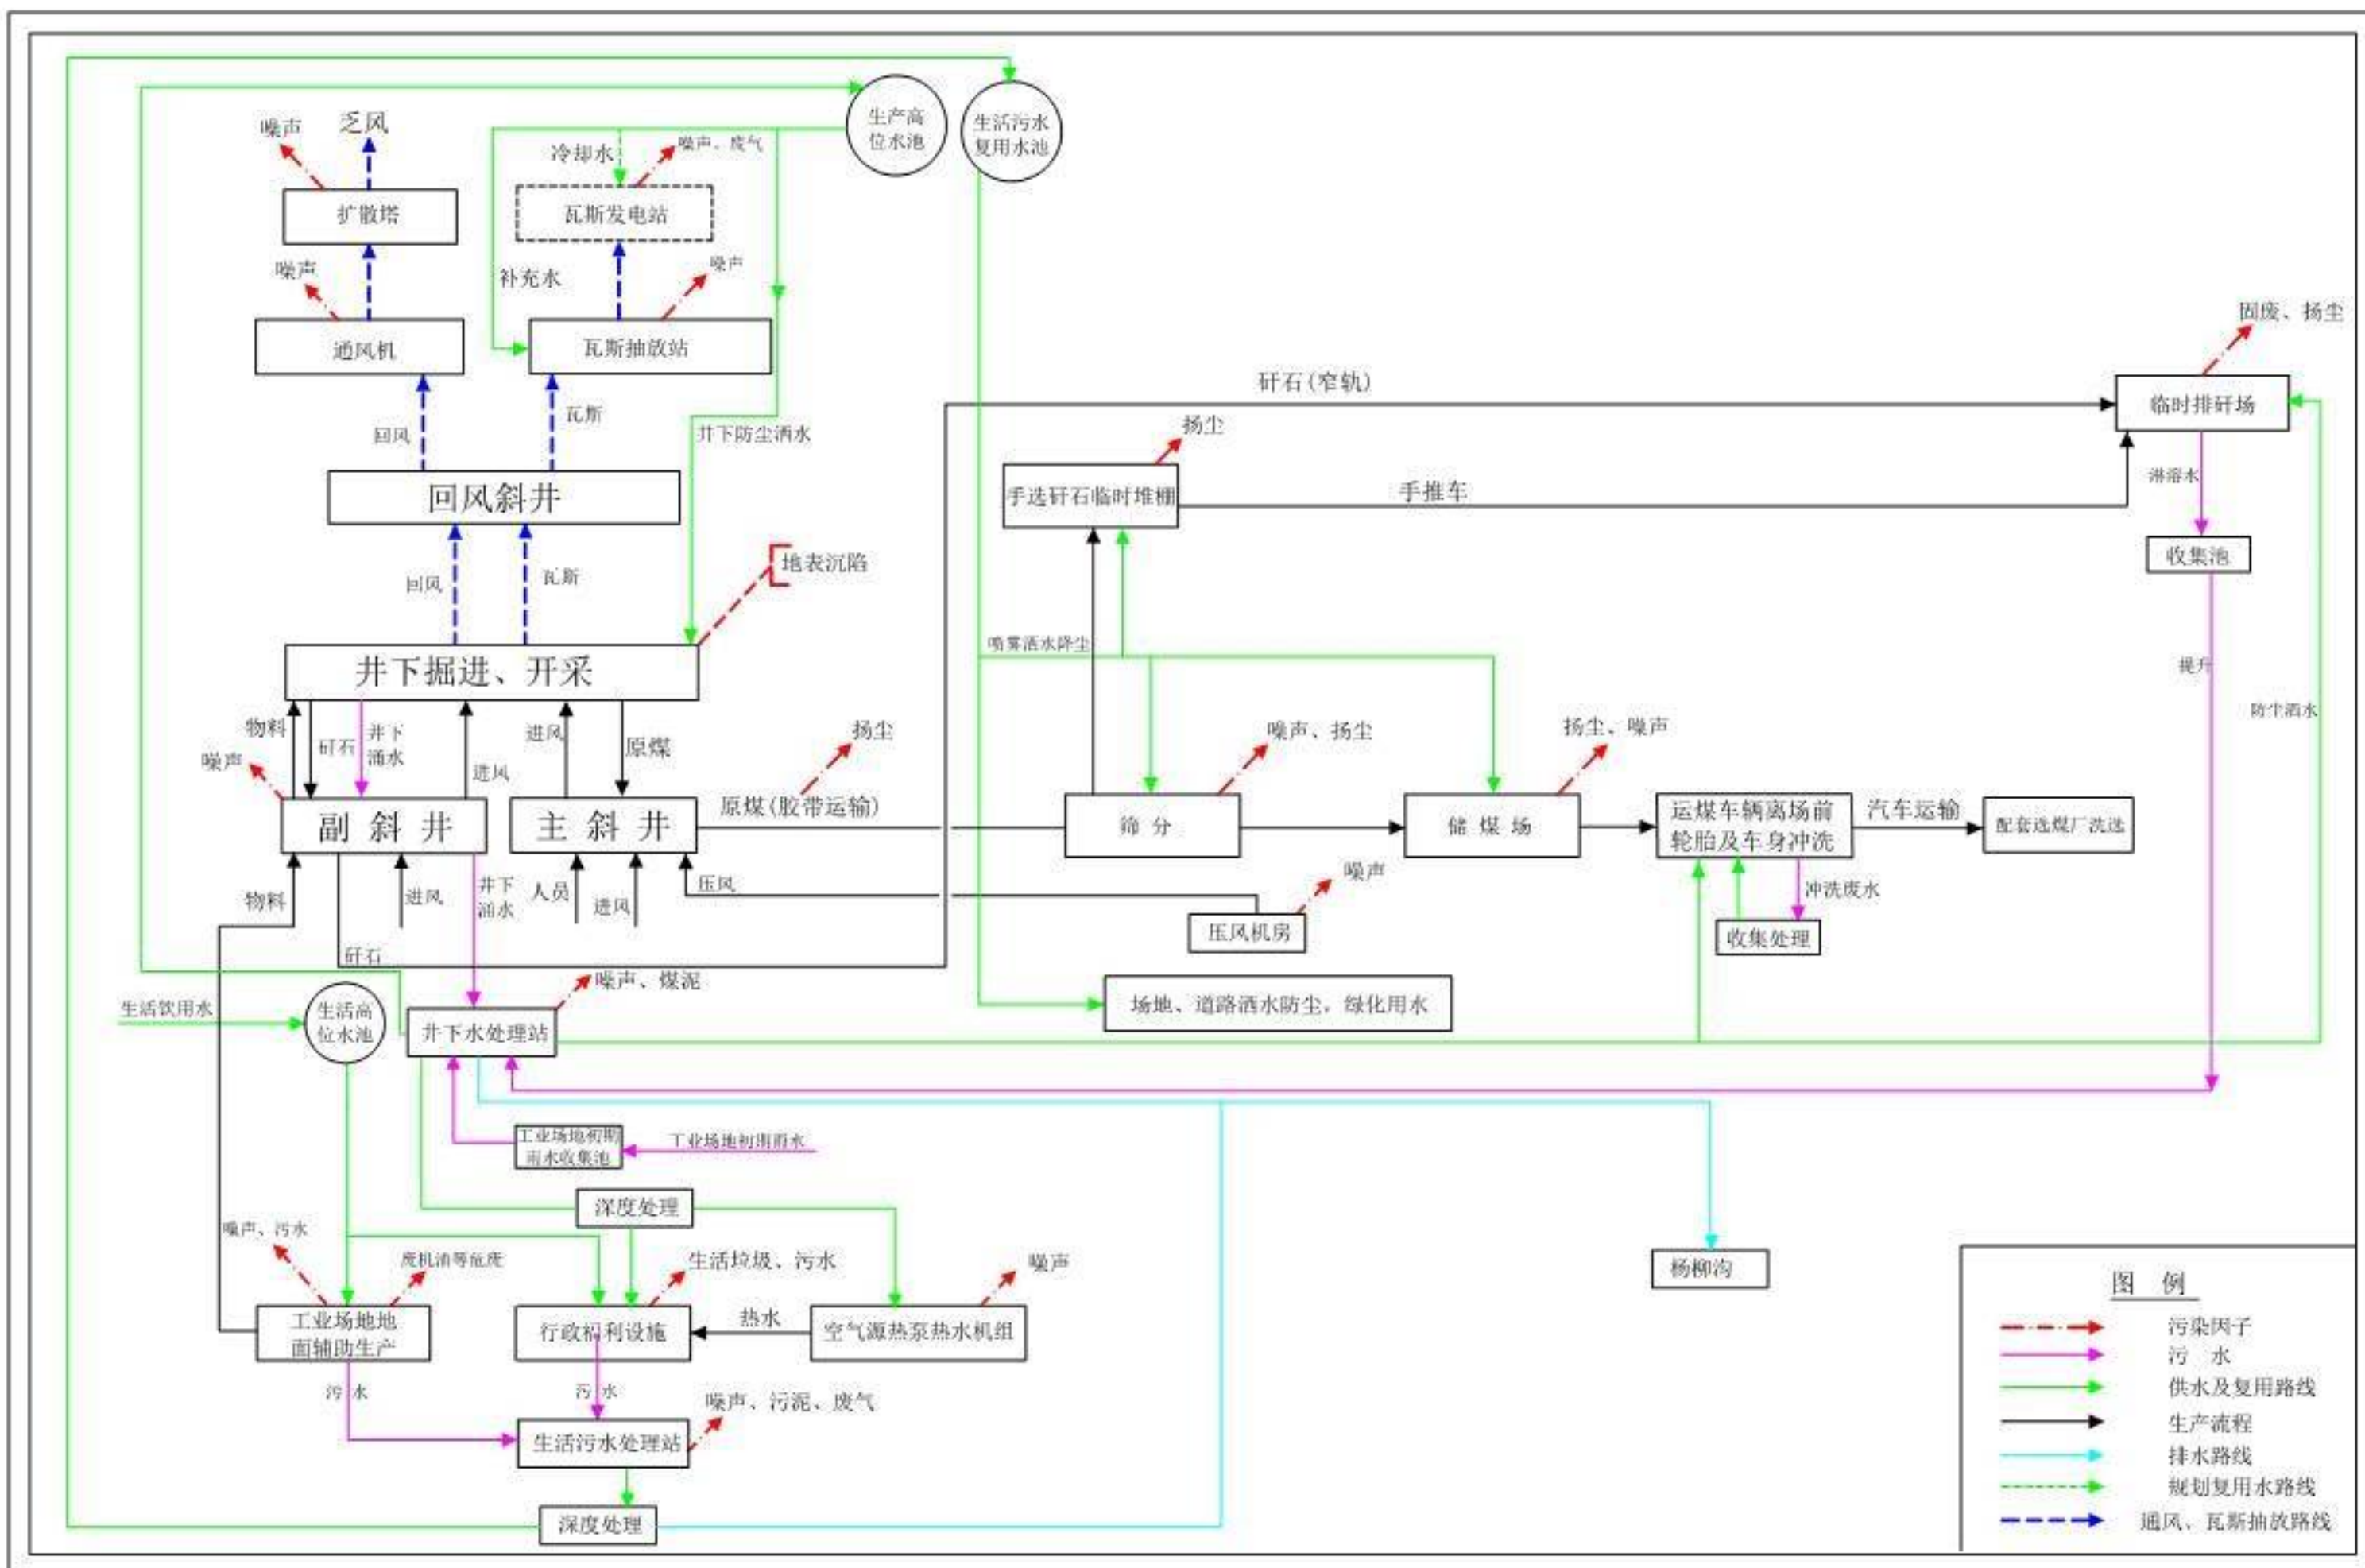 生产高
位水池
生活污水
复用水池
噪声
乏风
冷却水
噪声、废气
扩散塔
瓦斯发电站
噪声
补充水
噪声
固废、扬尘
通风机
瓦斯抽放站
矸石(窄轨)
临时排矸场
回风
瓦斯
井下防尘洒水
扬尘
淋溶水
回风斜井
手选矸石临时堆棚
手推车
收集池
回风
瓦斯
地表沉陷
喷雾洒水降尘
提升
井下掘进、开采
防尘洒水
物料
矸石
井下
涌水
进风
进风
原煤
扬尘
噪声、扬尘
扬尘、噪声
噪声
副 斜 井
主 斜 井
原煤(胶带运输)
筛 分
储 煤 场
运煤车辆离场前
轮胎及车身冲洗
汽车运输
配套选煤厂洗选
物料
进风
井下
涌水
人员
进风
压风
噪声
冲洗废水
压风机房
收集处理
矸石
噪声、煤泥
生活饮用水
生活高
位水池
井下水处理站
场地、道路洒水防尘，绿化用水
工业场地初期
雨水收集池
工业场地初期雨水
深度处理
噪声、污水
废机油等危废
生活垃圾、污水
噪声
杨柳沟
工业场地地
面辅助生产
行政福利设施
热水
空气源热泵热水机组
污 水
污 水
噪声、污泥、废气
生活污水处理站
深度处理
图 例
污染因子
污 水
供水及复用路线
生产流程
排水路线
规划复用水路线
通风、瓦斯抽放路线